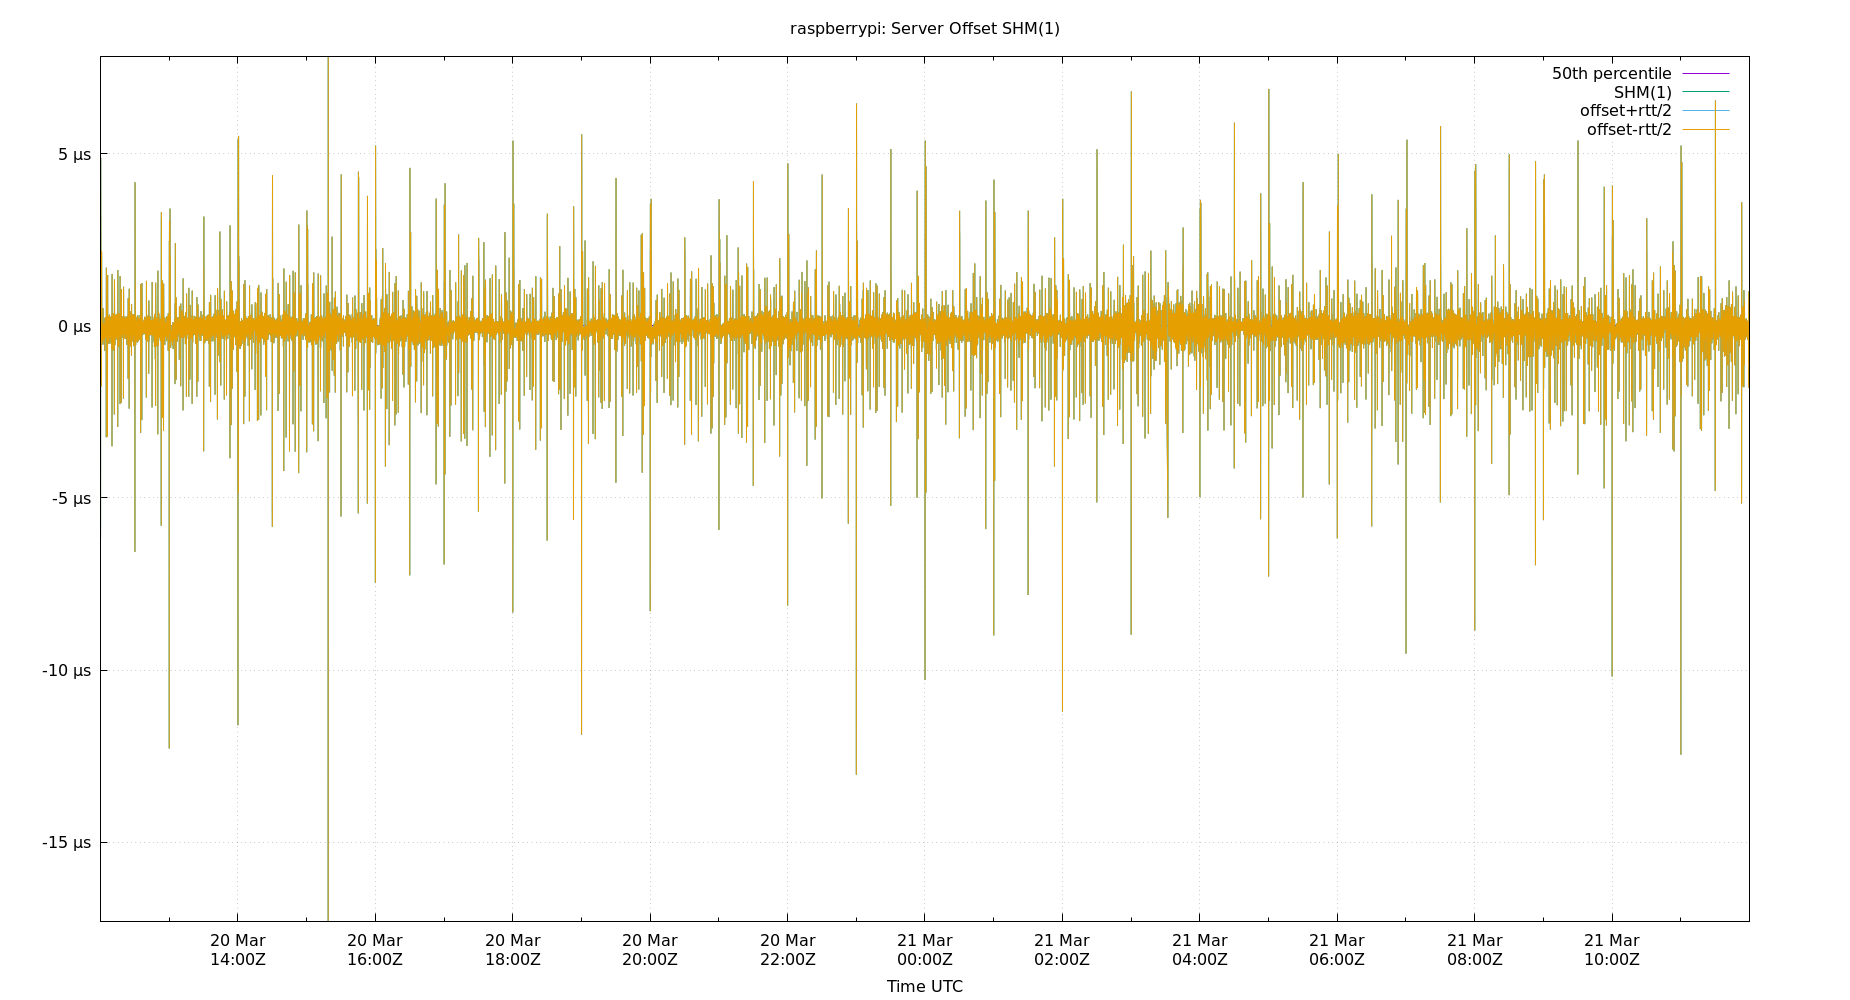 raspberrypi: Server Offset SHM(1)
50th percentile
SHM(1)
offset+rtt/2
offset-rtt/2
5 µs
0 µs
-5 µs
-10 µs
-15 µs
20 Mar 20 Mar 20 Mar 20 Mar 20 Mar 21 Mar 21 Mar 21 Mar 21 Mar 21 Mar 21 Mar
14:00Z 16:00Z 18:00Z 20:00Z 22:00Z 00:00Z 02:00Z 04:00Z 06:00Z 08:00Z 10:00Z
Time UTC